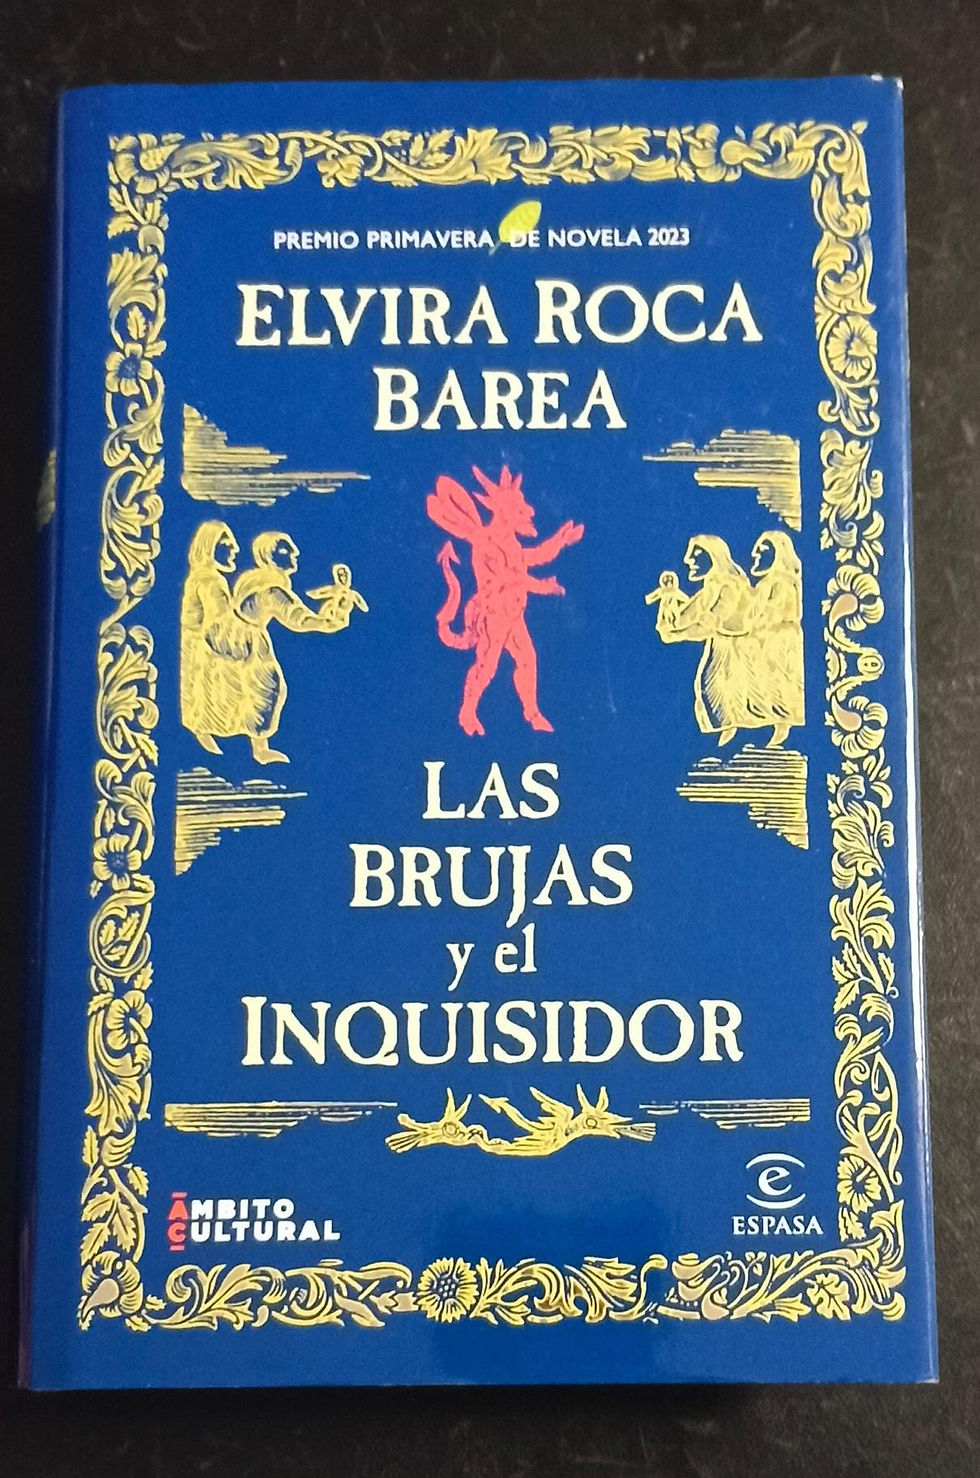 PREMIO PRIMAVERA DE NOVELA 2023
ELVIRA ROCA
BAREA
LAS
BRUJAS
y el
INQUISIDOR
ÁMBITO
CULTURAL
e
ESPASA